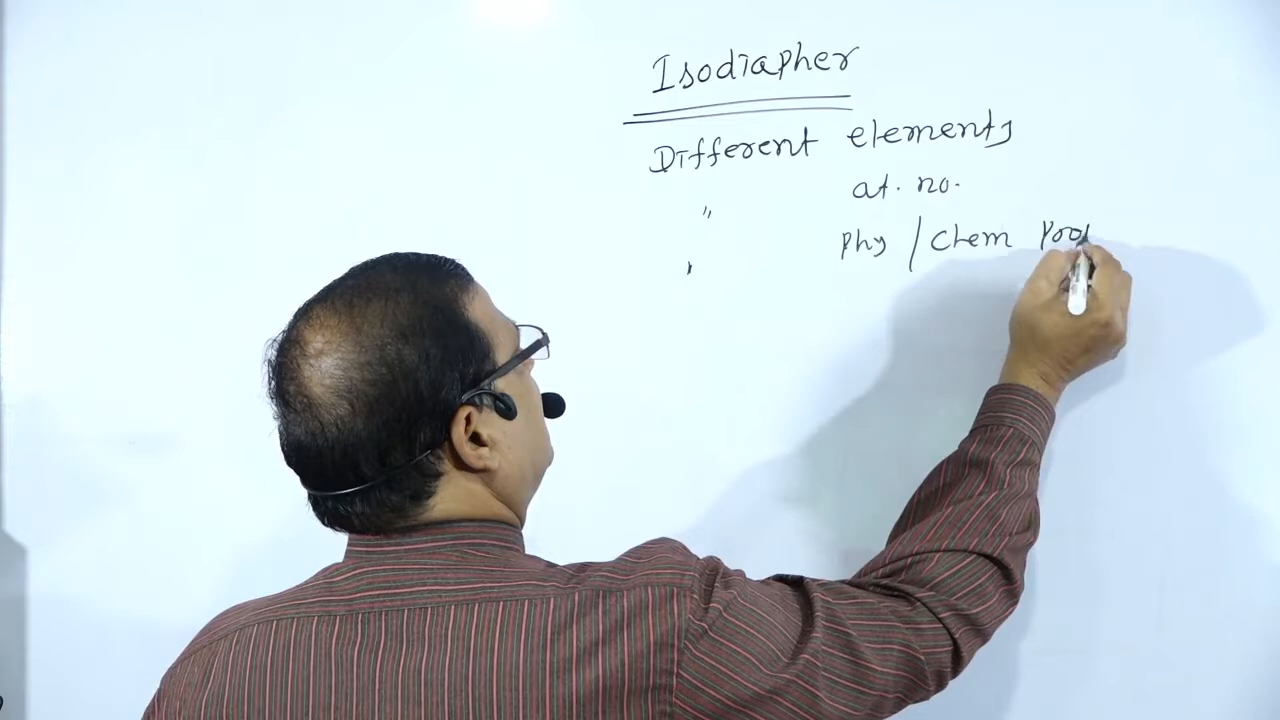 Isodiapher
Different elements
" at. no.
" Phy / Chem